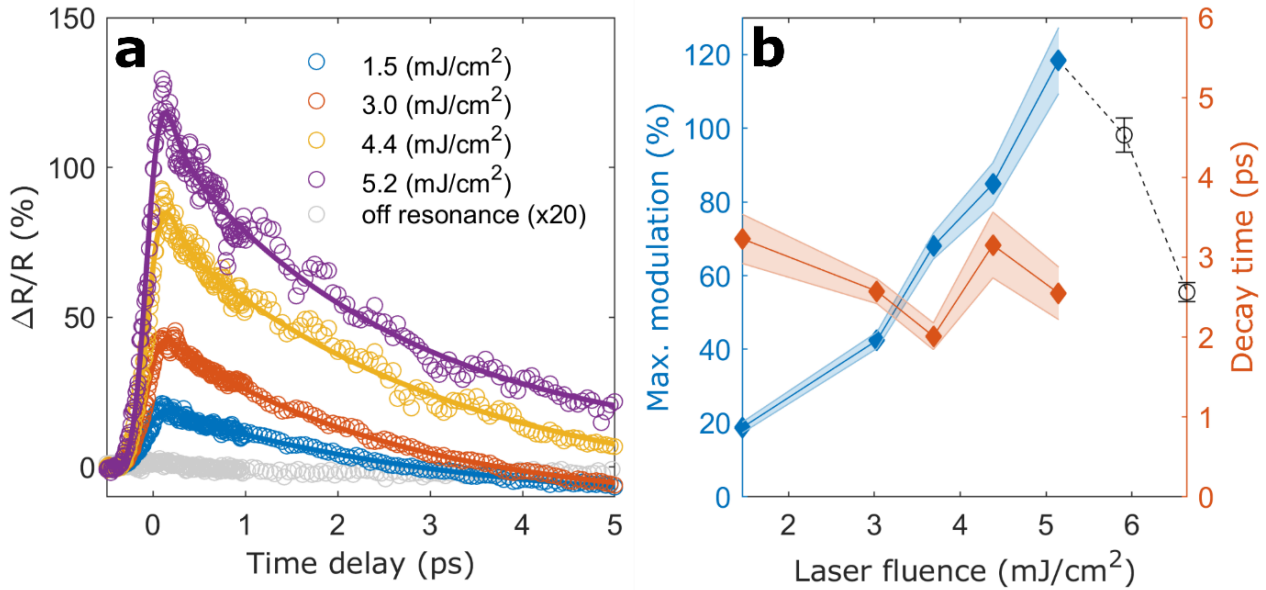 a
150
100
50
0
ΔR/R (%)
1.5 (mJ/cm²)
3.0 (mJ/cm²)
4.4 (mJ/cm²)
5.2 (mJ/cm²)
off resonance (x20)
0 1 2 3 4 5
Time delay (ps)
b
120
100
80
60
40
20
0
Max. modulation (%)
6
5
4
3
2
1
0
Decay time (ps)
2 3 4 5 6
Laser fluence (mJ/cm²)